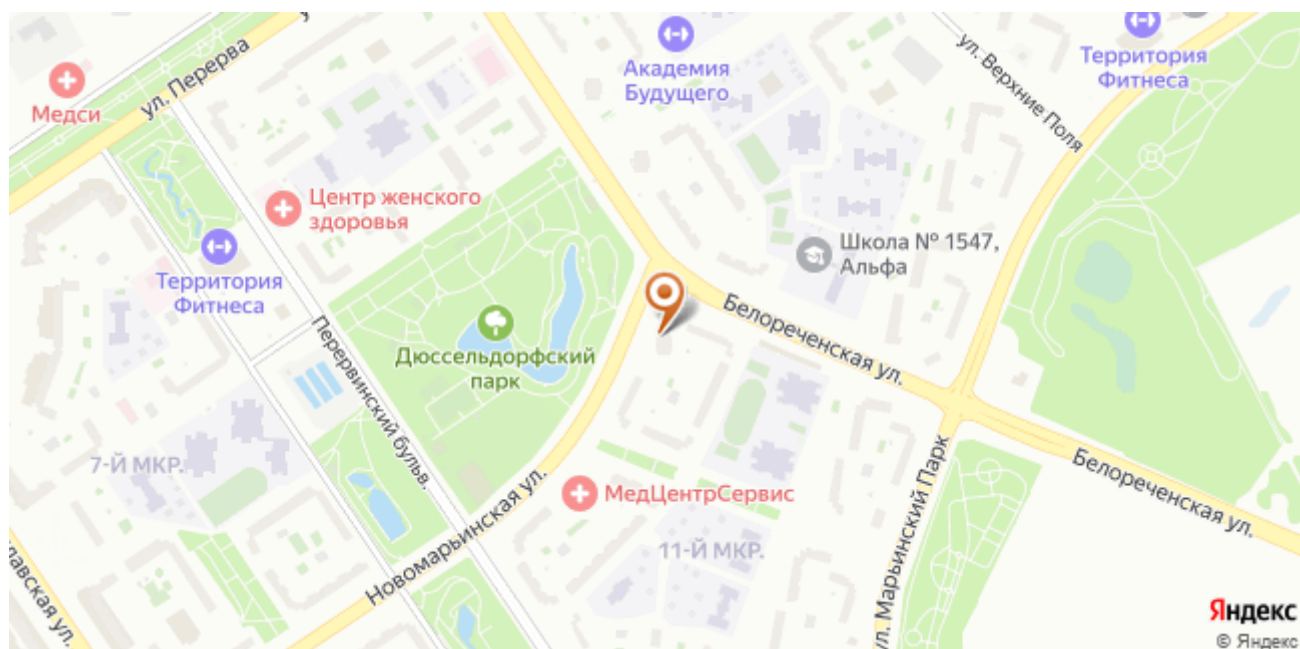 Академия
Будущего
ул. Верхние Поля
Территория
Фитнеса
Медси
ул. Перерва
Центр женского
здоровья
Школа № 1547,
Альфа
Территория
Фитнеса
Дюссельдорфский
парк
Перервинский бульв.
Белореченская ул.
7-Й МКР.
Новомарьинская ул.
МедЦентрСервис
11-Й МКР.
ул. Марьинский Парк
Белореченская ул.
лавская ул.
Яндекс
© Яндекс